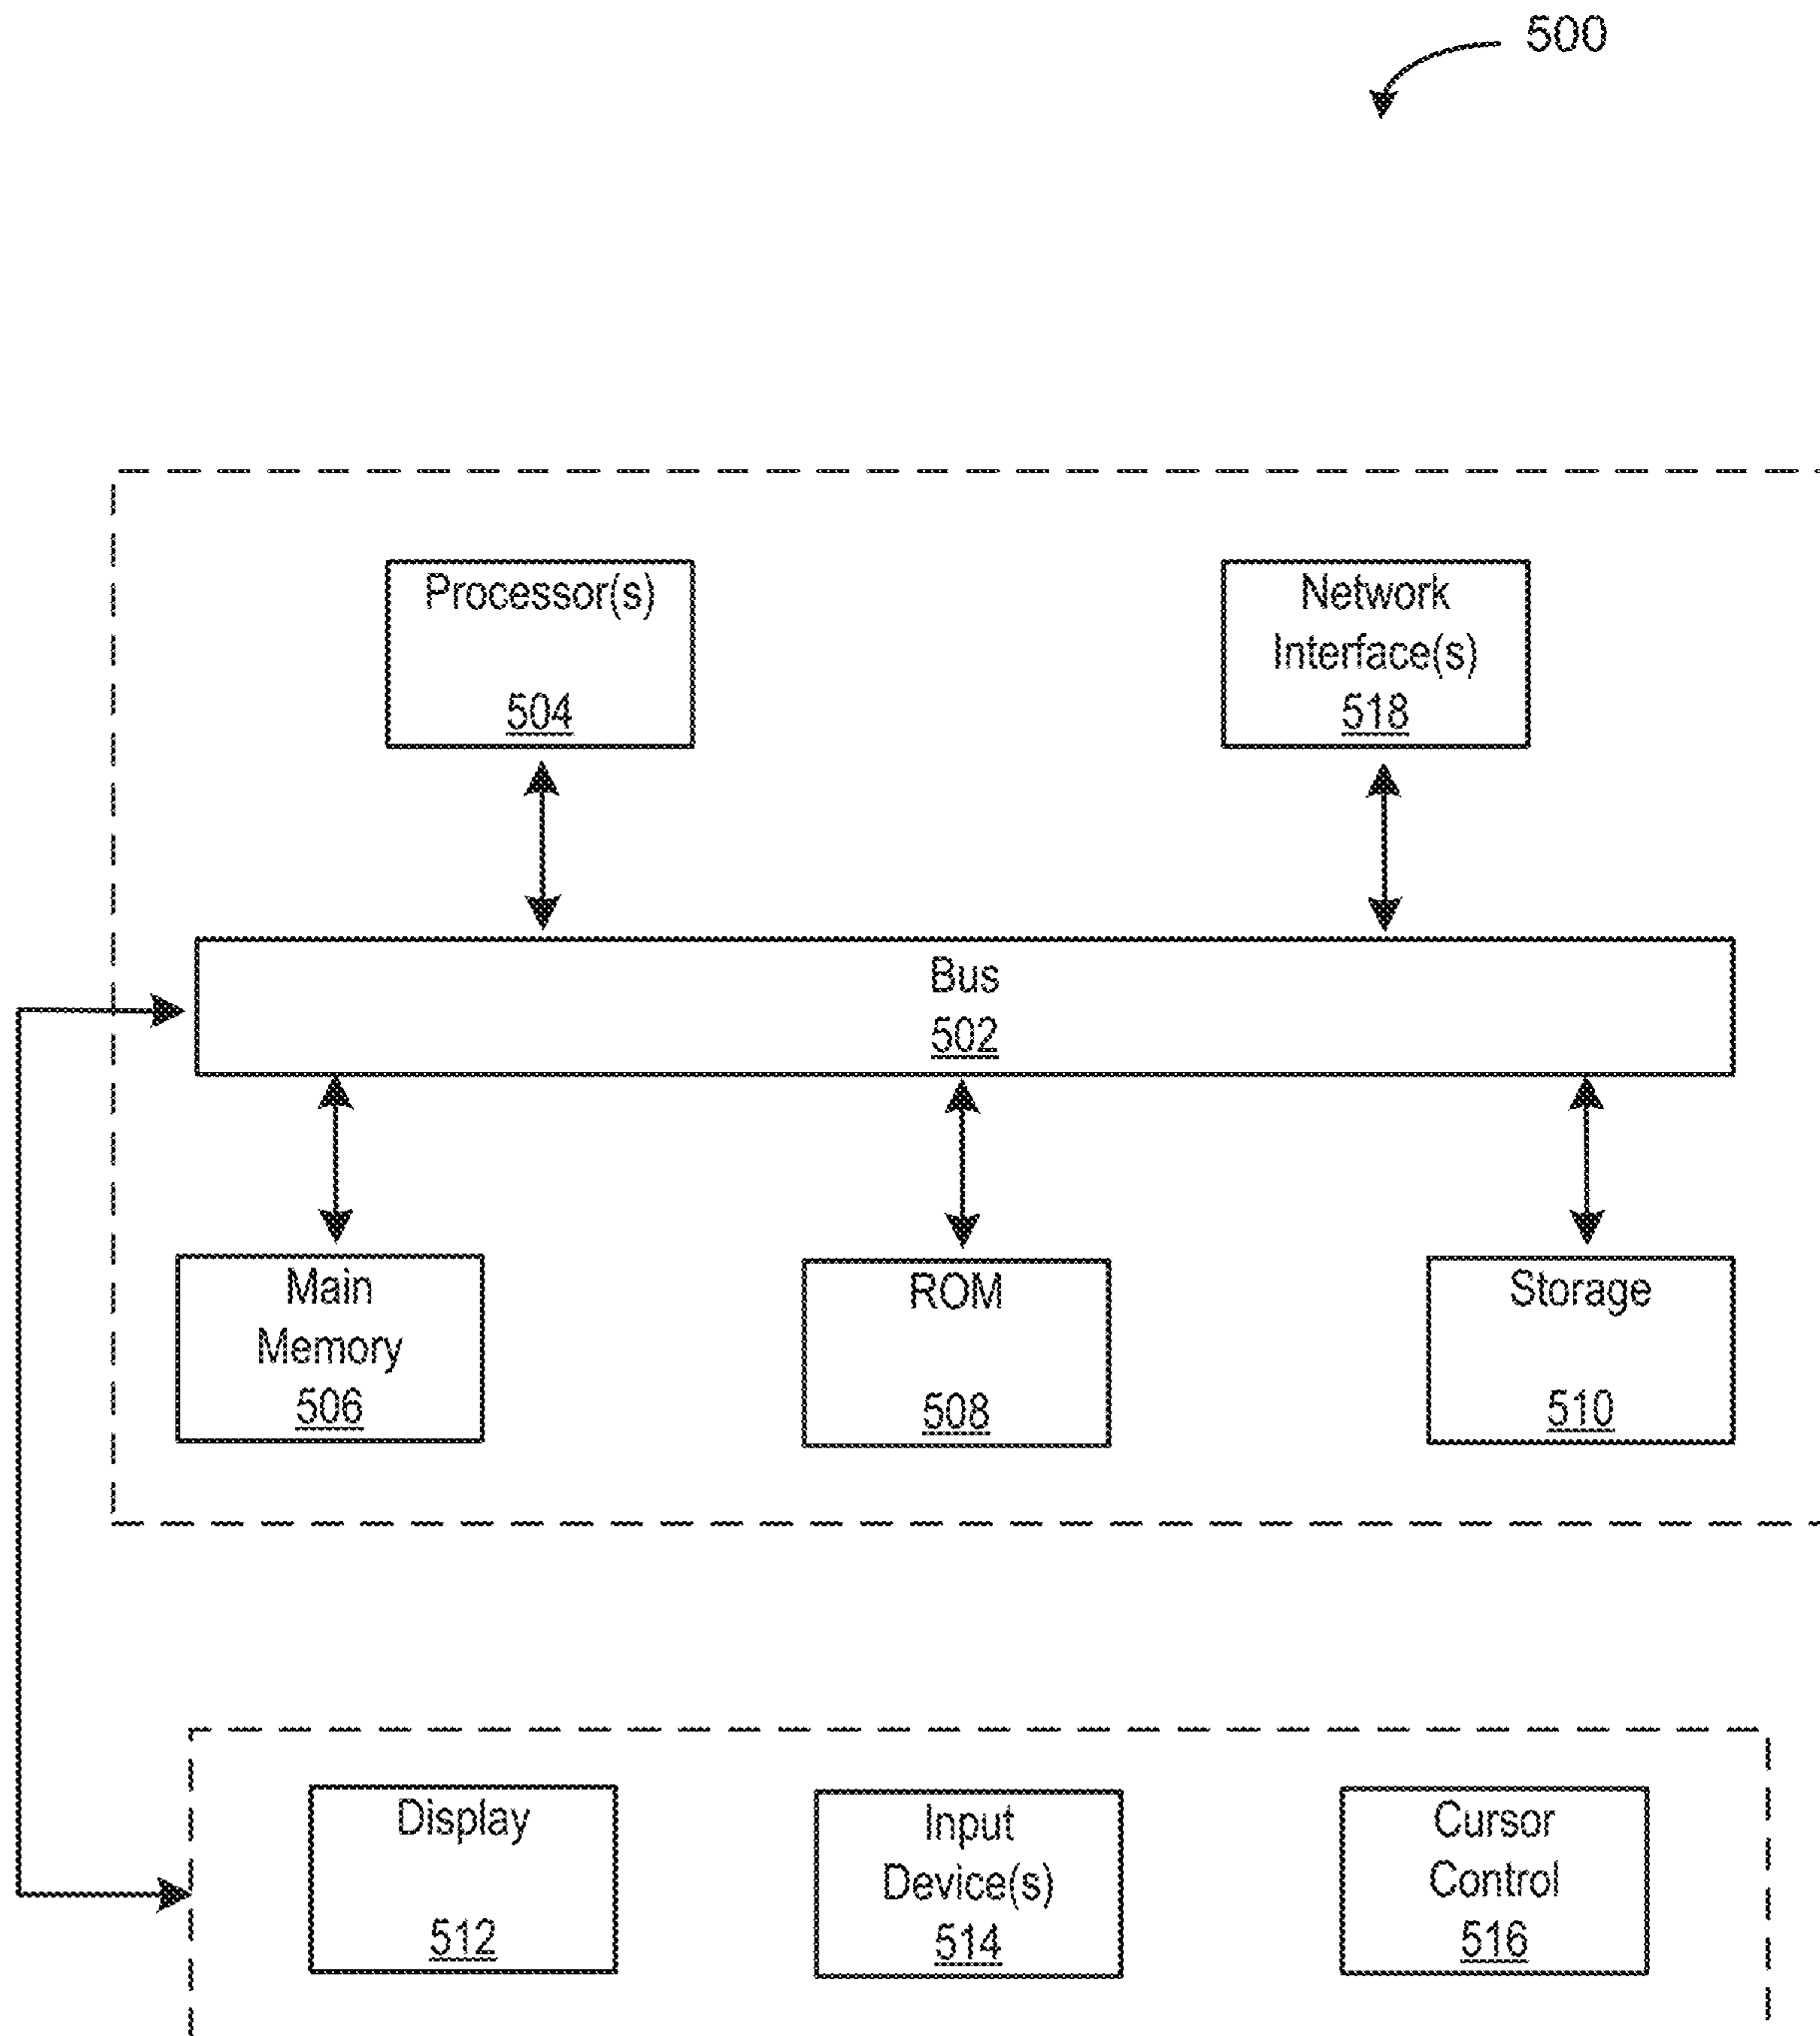 500
Processor(s)
504
Network
Interface(s)
518
Bus
502
Main
Memory
506
ROM
508
Storage
510
Display
512
Input
Device(s)
514
Cursor
Control
516